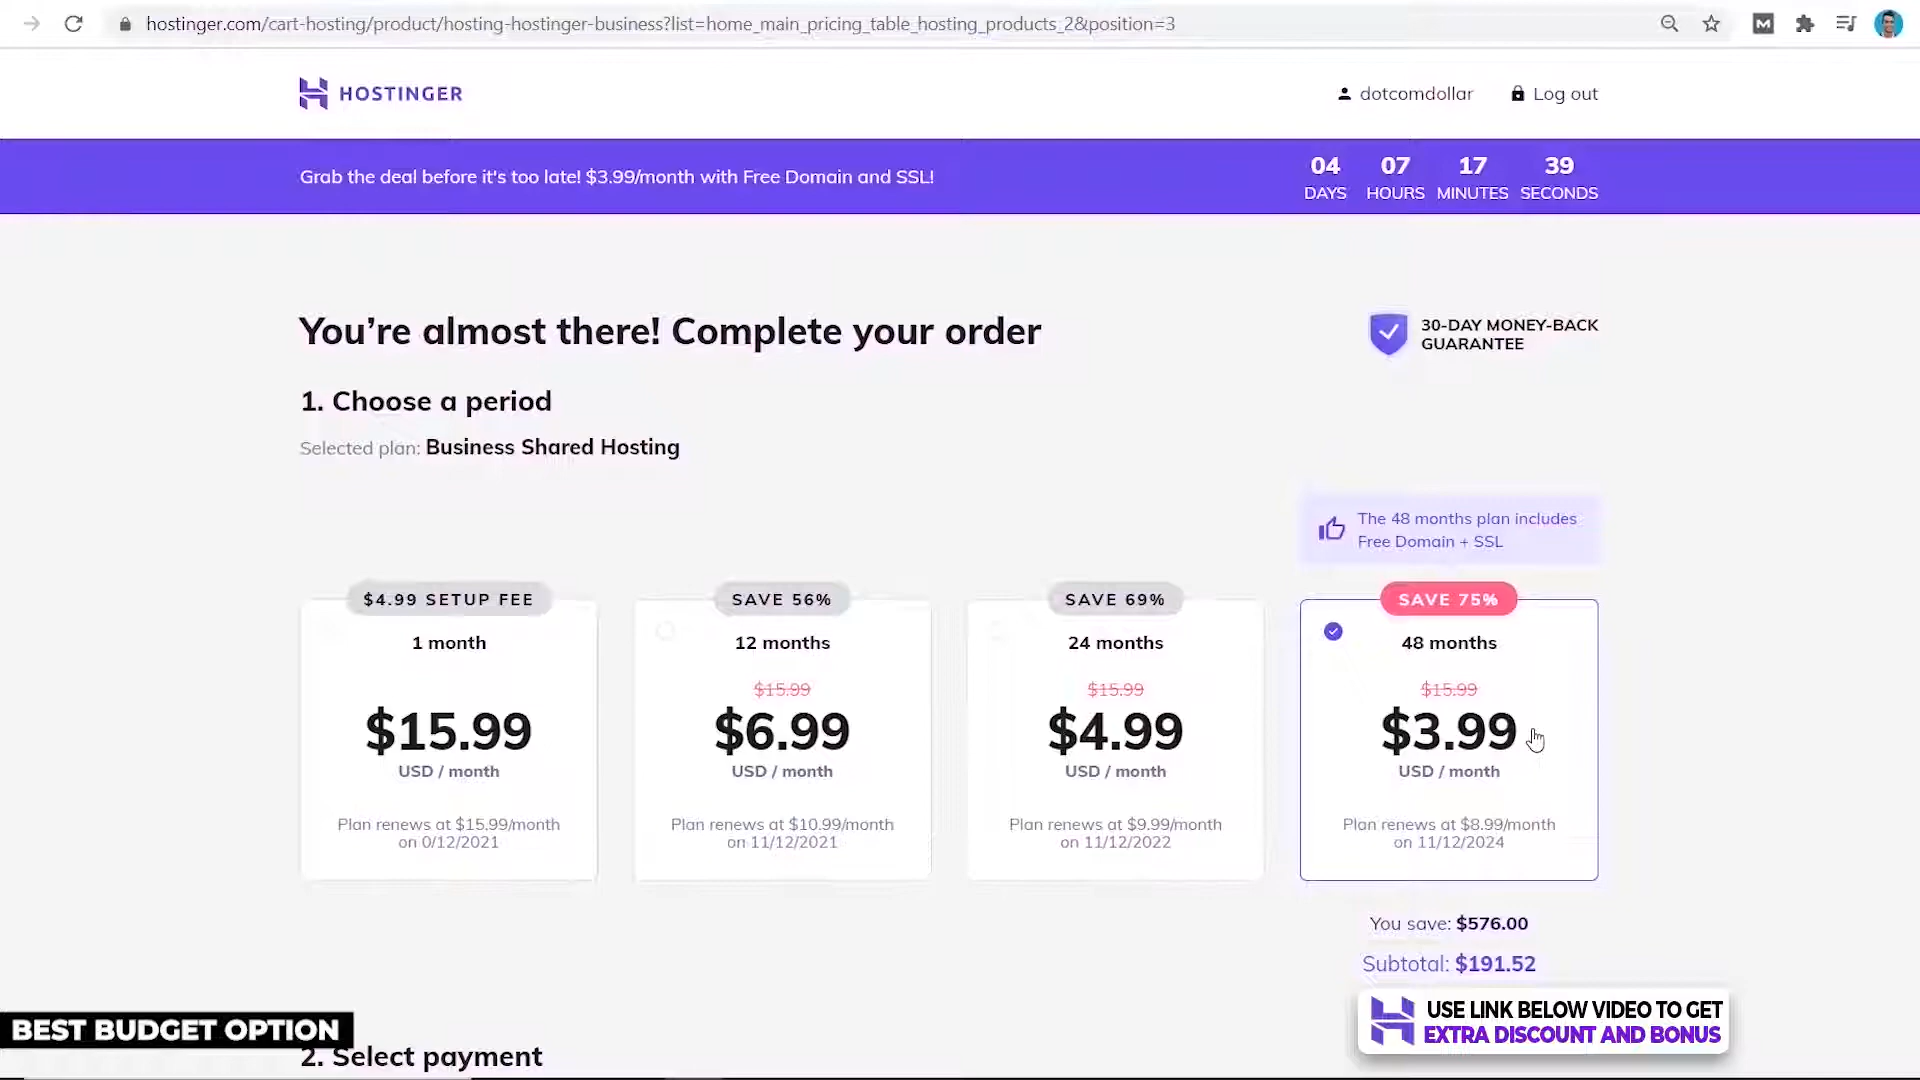 hostinger.com/cart-hosting/product/hosting-hostinger-business?list=home_main_pricing_table_hosting_products_2&position=3
M
HOSTINGER
dotcomdollar
Log out
Grab the deal before it's too late! $3.99/month with Free Domain and SSL!
04 07 17 39
DAYS HOURS MINUTES SECONDS
You're almost there! Complete your order
30-DAY MONEY-BACK
GUARANTEE
1. Choose a period
Selected plan: Business Shared Hosting
The 48 months plan includes
Free Domain + SSL
$4.99 SETUP FEE
1 month
$15.99
USD / month
Plan renews at $15.99/month
on 0/12/2021
SAVE 56%
12 months
$15.99
$6.99
USD / month
Plan renews at $10.99/month
on 11/12/2021
SAVE 69%
24 months
$15.99
$4.99
USD / month
Plan renews at $9.99/month
on 11/12/2022
SAVE 75%
48 months
$15.99
$3.99
USD / month
Plan renews at $8.99/month
on 11/12/2024
You save: $576.00
Subtotal: $191.52
USE LINK BELOW VIDEO TO GET
EXTRA DISCOUNT AND BONUS
BEST BUDGET OPTION
2. Select payment